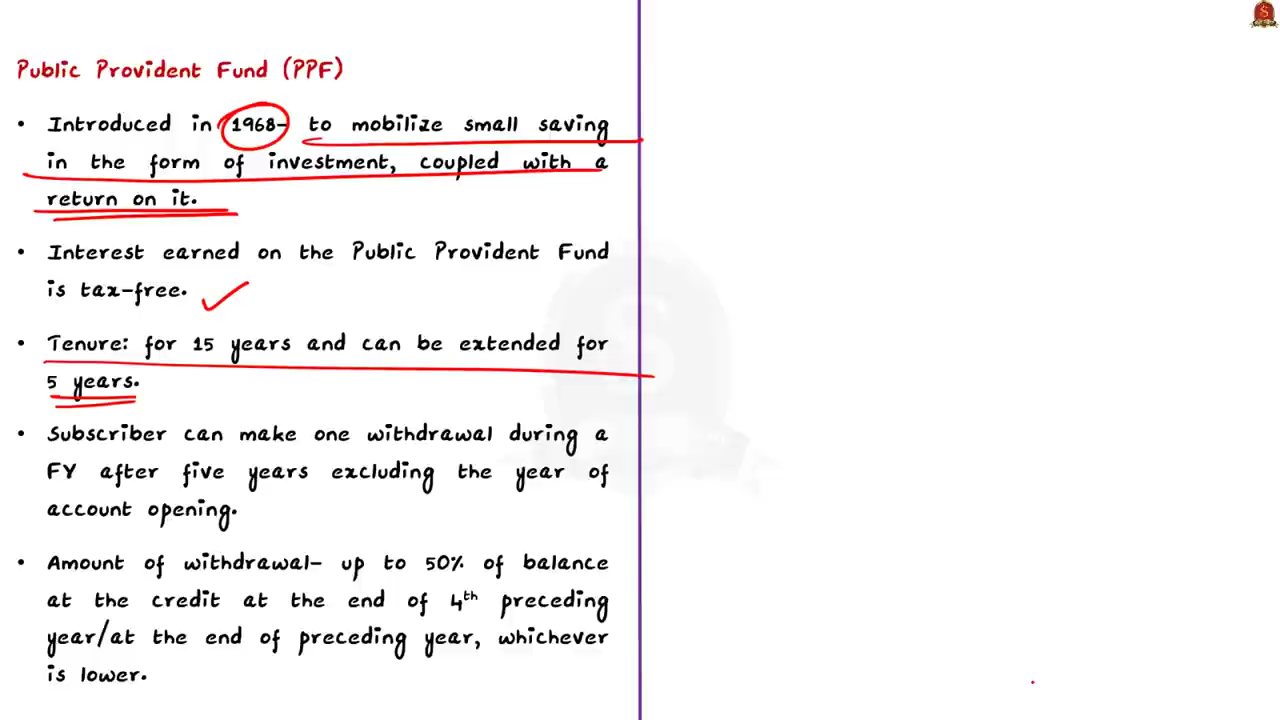 Public Provident Fund (PPF)
• Introduced in 1968- to mobilize small saving
in the form of investment, coupled with a
return on it.
• Interest earned on the Public Provident Fund
is tax-free.
• Tenure: for 15 years and can be extended for
5 years.
• Subscriber can make one withdrawal during a
FY after five years excluding the year of
account opening.
• Amount of withdrawal- up to 50% of balance
at the credit at the end of 4th preceding
year/at the end of preceding year, whichever
is lower.